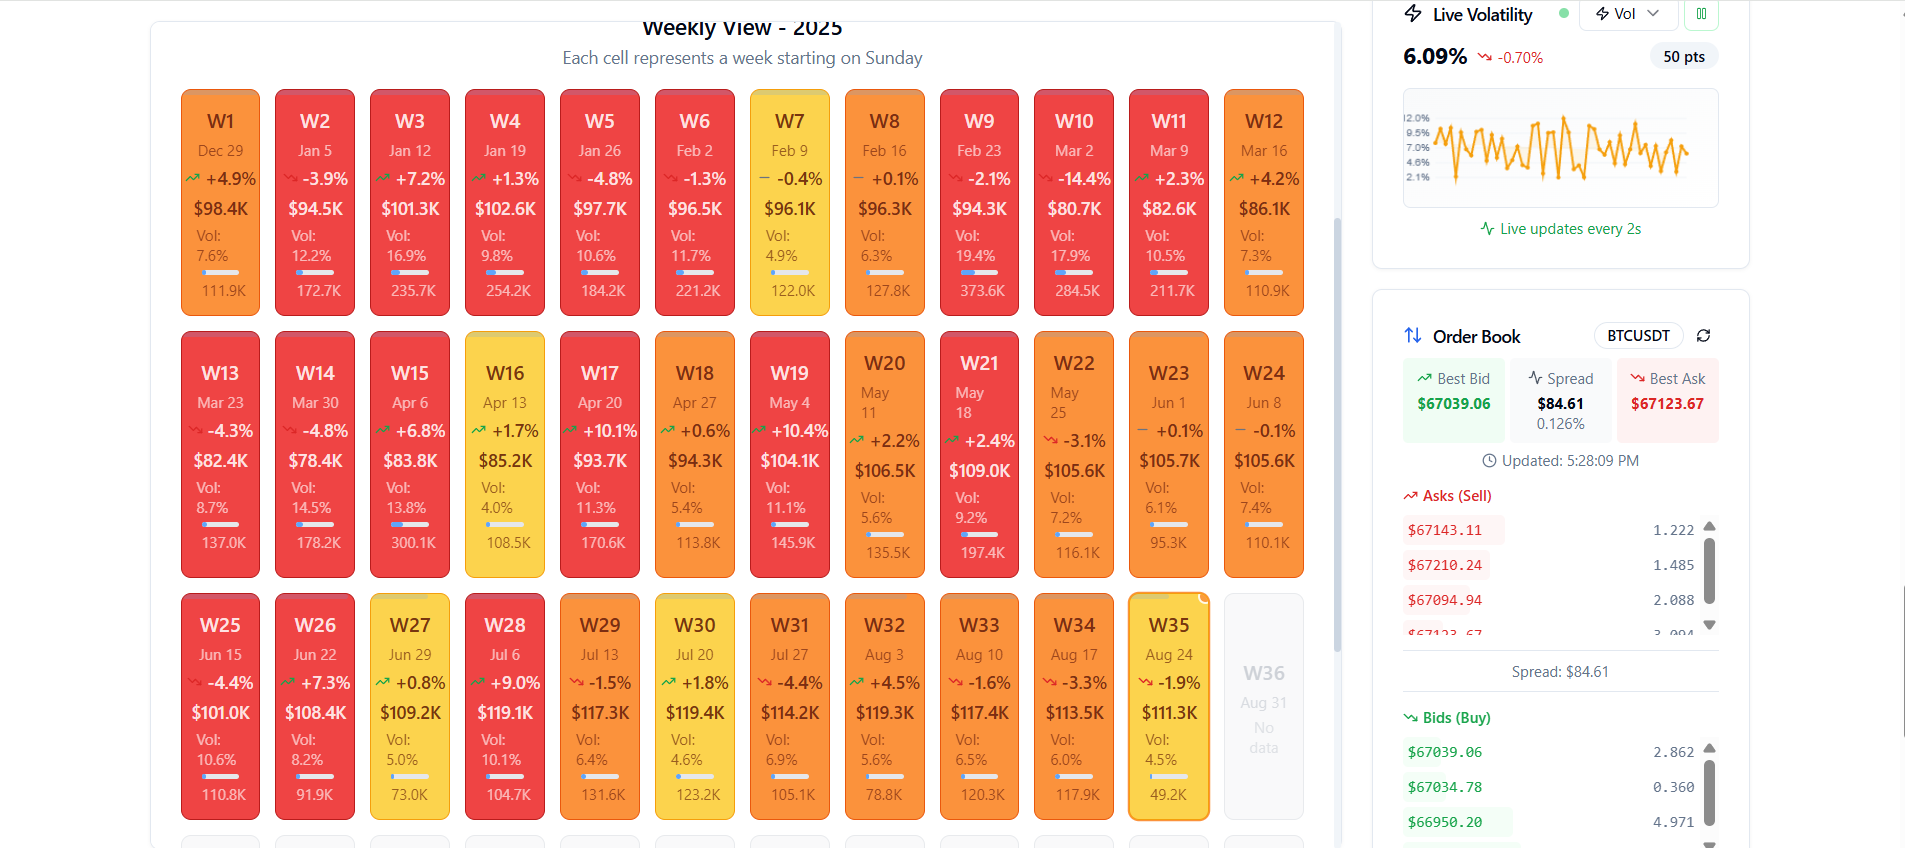 Weekly View - 2025
Each cell represents a week starting on Sunday
W1
Dec 29
+4.9%
$98.4K
Vol:
7.6%
111.9K
W2
Jan 5
-3.9%
$94.5K
Vol:
12.2%
172.7K
W3
Jan 12
+7.2%
$101.3K
Vol:
16.9%
235.7K
W4
Jan 19
+1.3%
$102.6K
Vol:
9.8%
254.2K
W5
Jan 26
-4.8%
$97.7K
Vol:
10.6%
184.2K
W6
Feb 2
-1.3%
$96.5K
Vol:
11.7%
221.2K
W7
Feb 9
-0.4%
$96.1K
Vol:
4.9%
122.0K
W8
Feb 16
+0.1%
$96.3K
Vol:
6.3%
127.8K
W9
Feb 23
-2.1%
$94.3K
Vol:
19.4%
373.6K
W10
Mar 2
-14.4%
$80.7K
Vol:
17.9%
284.5K
W11
Mar 9
+2.3%
$82.6K
Vol:
10.5%
211.7K
W12
Mar 16
+4.2%
$86.1K
Vol:
7.3%
110.9K
W13
Mar 23
-4.3%
$82.4K
Vol:
8.7%
137.0K
W14
Mar 30
-4.8%
$78.4K
Vol:
14.5%
178.2K
W15
Apr 6
+6.8%
$83.8K
Vol:
13.8%
300.1K
W16
Apr 13
+1.7%
$85.2K
Vol:
4.0%
108.5K
W17
Apr 20
+10.1%
$93.7K
Vol:
11.3%
170.6K
W18
Apr 27
+0.6%
$94.3K
Vol:
5.4%
113.8K
W19
May 4
+10.4%
$104.1K
Vol:
11.1%
145.9K
W20
May
11
+2.2%
$106.5K
Vol:
5.6%
135.5K
W21
May
18
+2.4%
$109.0K
Vol:
9.2%
197.4K
W22
May
25
-3.1%
$105.6K
Vol:
7.2%
116.1K
W23
Jun 1
+0.1%
$105.7K
Vol:
6.1%
95.3K
W24
Jun 8
-0.1%
$105.6K
Vol:
7.4%
110.1K
W25
Jun 15
-4.4%
$101.0K
Vol:
10.6%
110.8K
W26
Jun 22
+7.3%
$108.4K
Vol:
8.2%
91.9K
W27
Jun 29
+0.8%
$109.2K
Vol:
5.0%
73.0K
W28
Jul 6
+9.0%
$119.1K
Vol:
10.1%
104.7K
W29
Jul 13
-1.5%
$117.3K
Vol:
6.4%
131.6K
W30
Jul 20
+1.8%
$119.4K
Vol:
4.6%
123.2K
W31
Jul 27
-4.4%
$114.2K
Vol:
6.9%
105.1K
W32
Aug 3
+4.5%
$119.3K
Vol:
5.6%
78.8K
W33
Aug 10
-1.6%
$117.4K
Vol:
6.5%
120.3K
W34
Aug 17
-3.3%
$113.5K
Vol:
6.0%
117.9K
W35
Aug 24
-1.9%
$111.3K
Vol:
4.5%
49.2K
W36
Aug 31
No
data
Live Volatility
Vol
6.09% -0.70%
50 pts
12.0%
9.5%
7.0%
4.6%
2.1%
Live updates every 2s
Order Book
BTCUSDT
Best Bid
$67039.06
Spread
$84.61
0.126%
Best Ask
$67123.67
Updated: 5:28:09 PM
Asks (Sell)
$67143.11 1.222
$67210.24 1.485
$67094.94 2.088
$67123.67 3.094
Spread: $84.61
Bids (Buy)
$67039.06 2.862
$67034.78 0.360
$66950.20 4.971